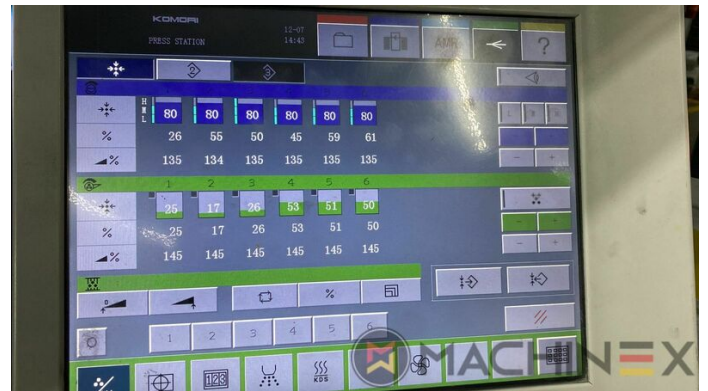 KOMORI
PRESS STATION
12-07
14:43
AMR
?
2
3
H
M
L
80 80 80 80 80 80
% 26 55 50 45 59 61
% 135 134 135 135 135 135
1 2 3 4 5 6
25 17 26 53 51 50
% 25 17 26 53 51 50
% 145 145 145 145 145 145
- +
- +
- +
0
%
1 2 3 4 5 6
123
KDS
MACHINEX